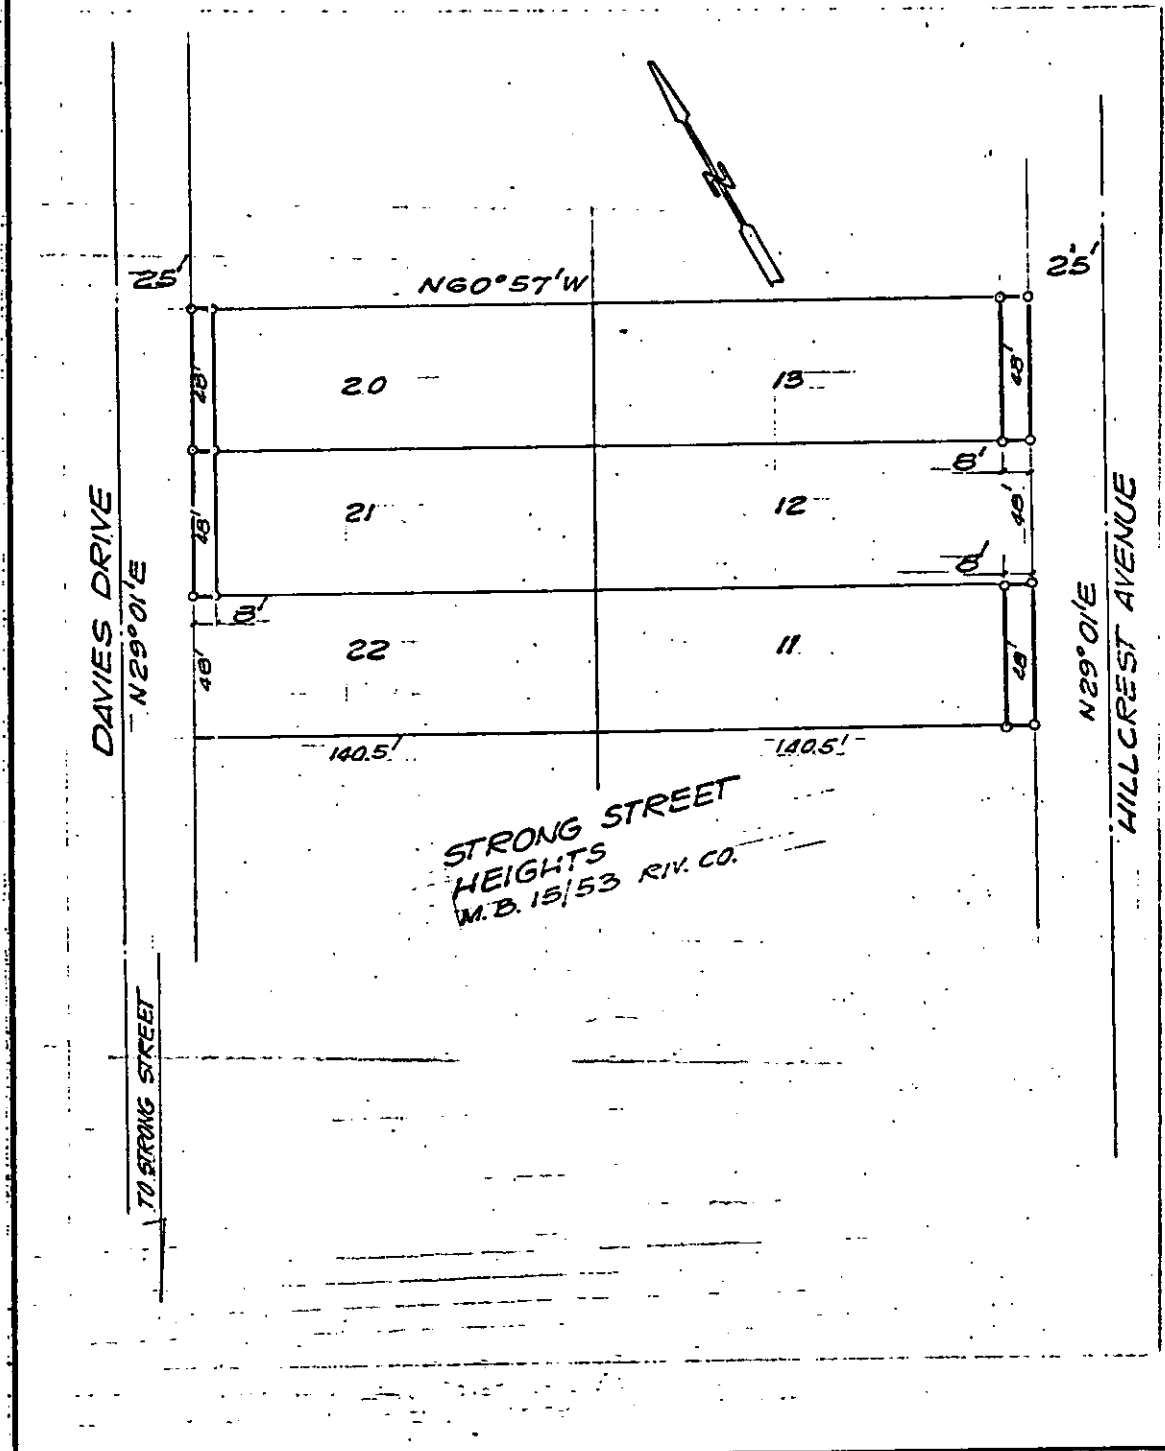 25'
N60°57'W
25'
48'
20
13
48'
8'
48'
21
12
48'
8'
DAVIES DRIVE
N29°01'E
8'
48'
22
11
48'
N29°01'E
HILLCREST AVENUE
140.5'
140.5'
STRONG STREET
HEIGHTS
M.B. 15/53 RIV. CO.
TO STRONG STREET
N